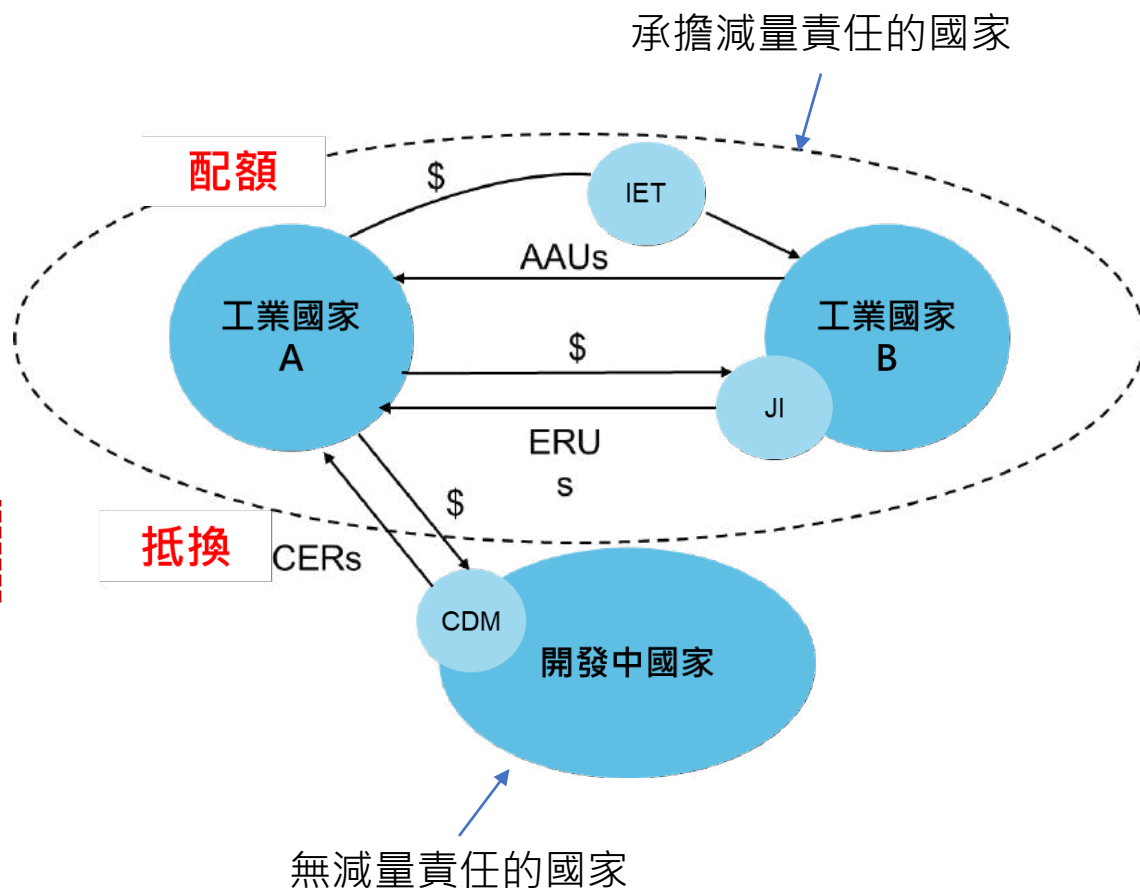 承擔減量責任的國家
配額
$
IET
AAUs
工業國家
A
工業國家
B
$
JI
ERU
s
$
抵換
CERs
CDM
開發中國家
無減量責任的國家